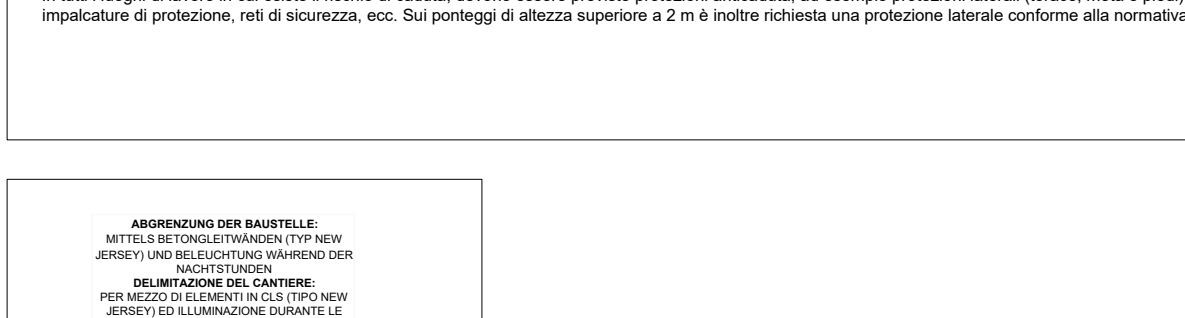 impalcature di protezione, reti di sicurezza, ecc. Sui ponteggi di altezza superiore a 2 m è inoltre richiesta una protezione laterale conforme alla normativa
ABGRENZUNG DER BAUSTELLE:
MITTELS BETONGLEITWÄNDEN (TYP NEW
JERSEY) UND BELEUCHTUNG WÄHREND DER
NACHTSTUNDEN
DELIMITAZIONE DEL CANTIERE:
PER MEZZO DI ELEMENTI IN CLS (TIPO NEW
JERSEY) ED ILLUMINAZIONE DURANTE LE